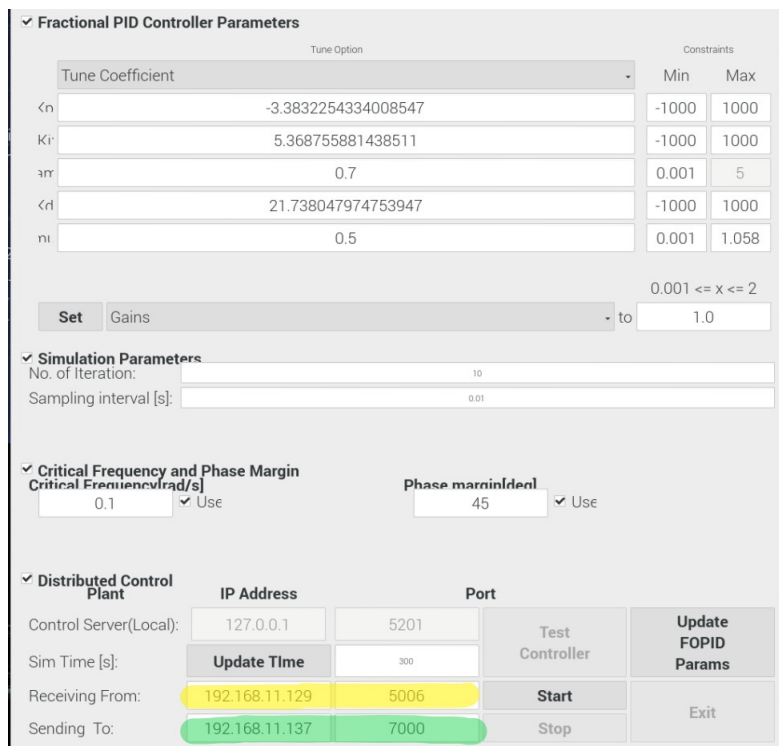 Fractional PID Controller Parameters
Tune Option Constraints
Tune Coefficient Min Max
-3.3832254334008547 -1000 1000
5.368755881438511 -1000 1000
0.7 0.001 5
21.738047974753947 -1000 1000
0.5 0.001 1.058
0.001 <= x <= 2
Set Gains to 1.0
Simulation Parameters
No. of Iteration: 10
Sampling interval [s]: 0.01
Critical Frequency and Phase Margin
Critical Frequency[rad/s] Phase margin[deg]
0.1 Use 45 Use
Distributed Control
Plant IP Address Port
Control Server(Local): 127.0.0.1 5201 Test Controller Update FOPID Params
Sim Time [s]: Update TIme 300
Receiving From: 192.168.11.129 5006 Start Exit
Sending To: 192.168.11.137 7000 Stop